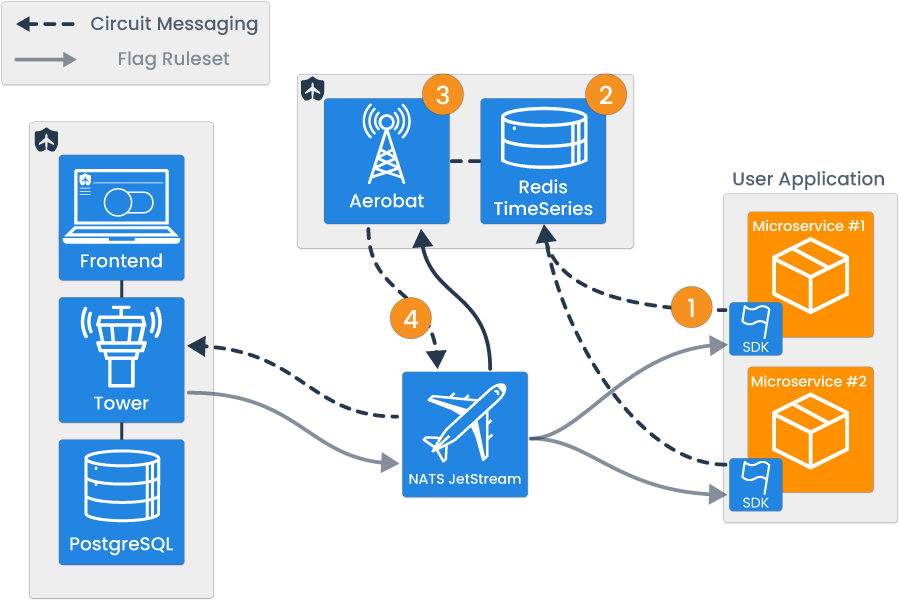 Circuit Messaging
Flag Ruleset
3
2
Aerobat
Redis
TimeSeries
User Application
Microservice #1
1
SDK
Frontend
4
Tower
Microservice #2
NATS JetStream
SDK
PostgreSQL